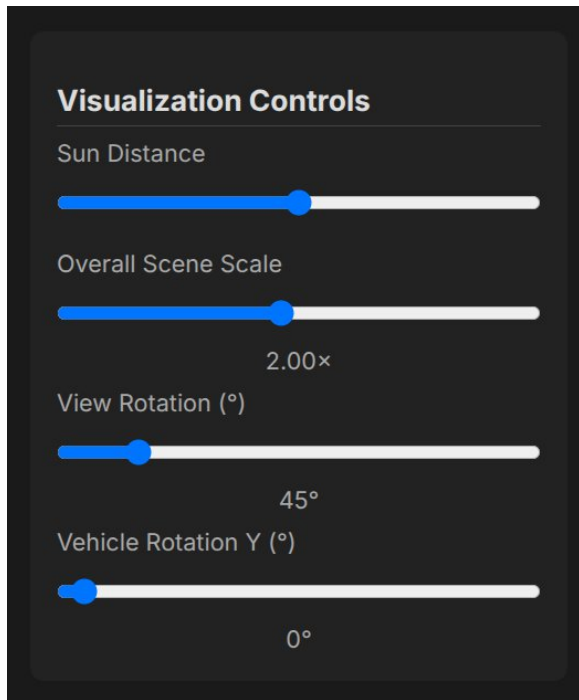 Visualization Controls
Sun Distance
Overall Scene Scale
2.00×
View Rotation (°)
45°
Vehicle Rotation Y (°)
0°